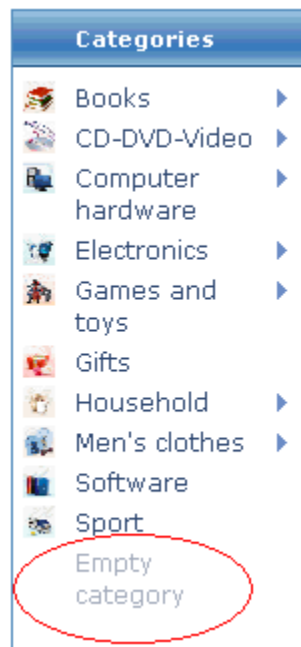 Categories
Books
CD-DVD-Video
Computer
hardware
Electronics
Games and
toys
Gifts
Household
Men's clothes
Software
Sport
Empty
category